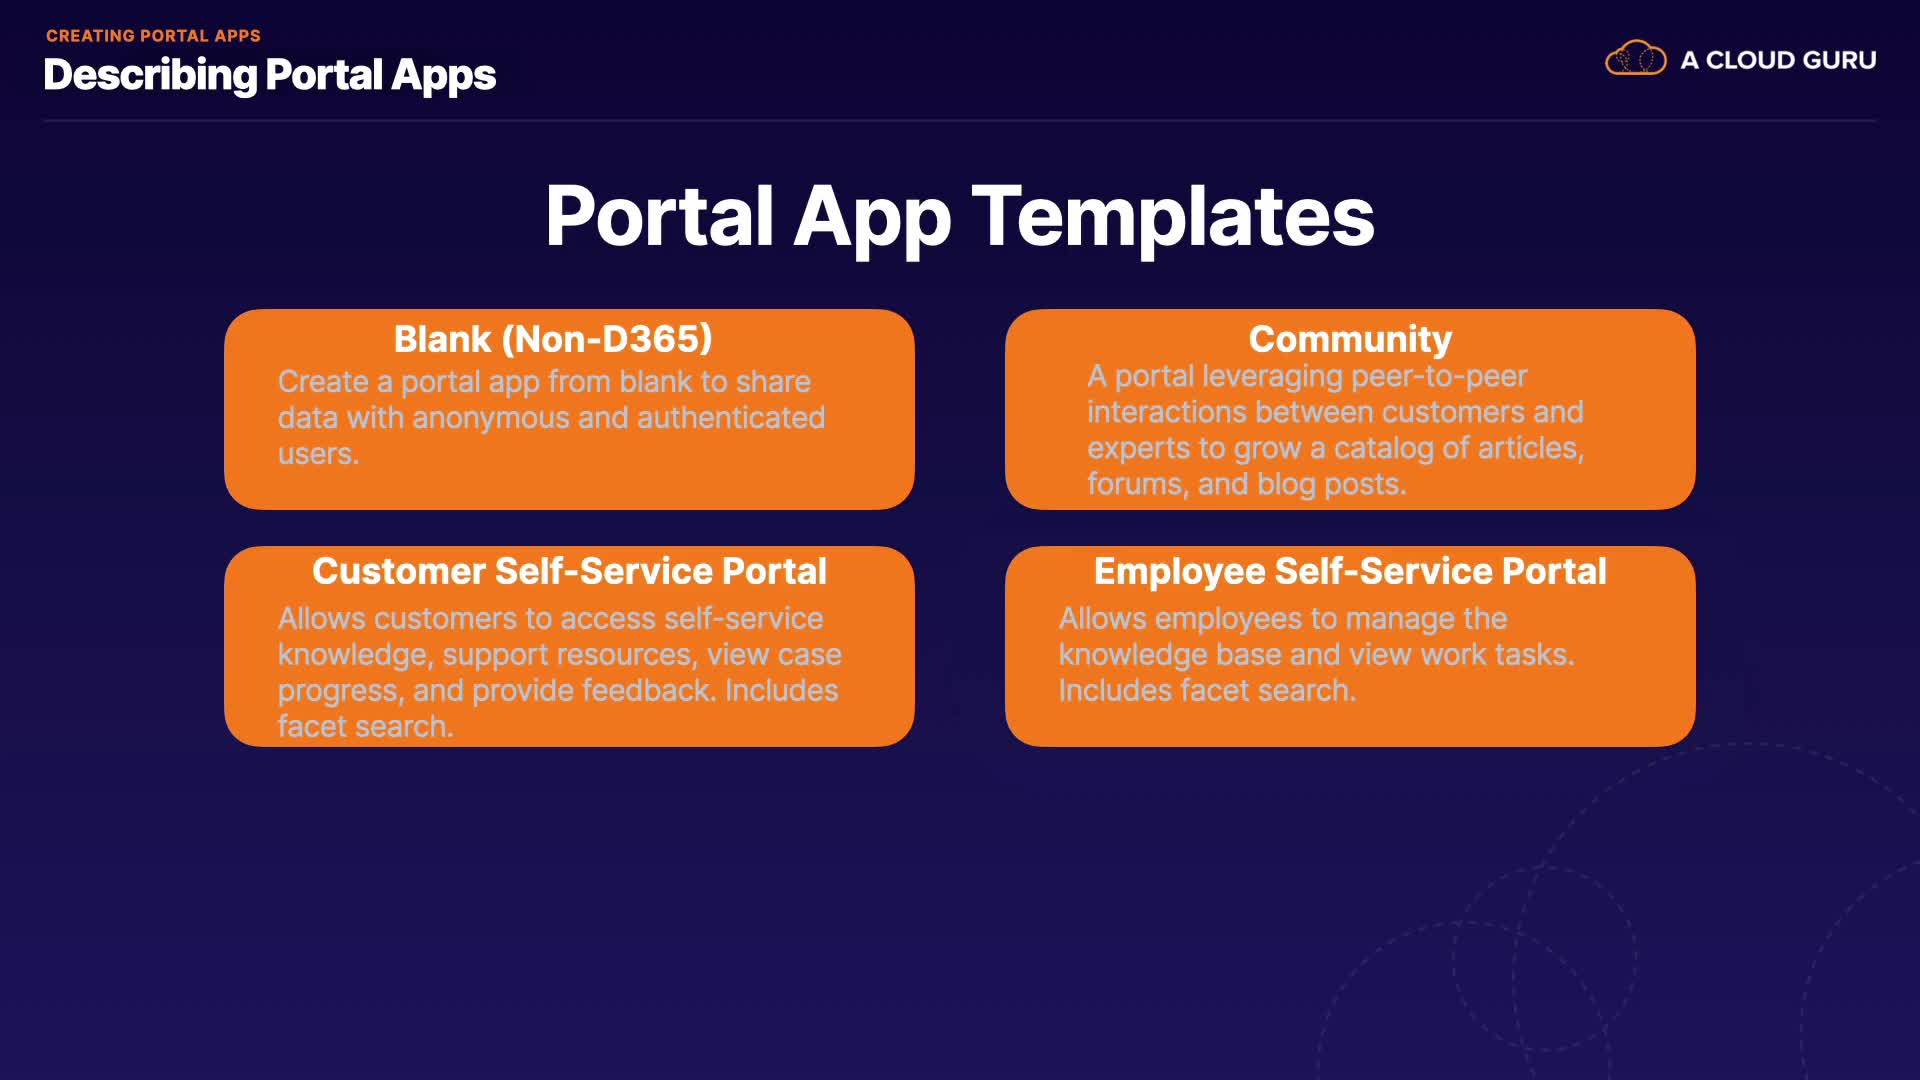 CREATING PORTAL APPS
Describing Portal Apps
A CLOUD GURU
Portal App Templates
Blank (Non-D365)
Create a portal app from blank to share
data with anonymous and authenticated
users.
Community
A portal leveraging peer-to-peer
interactions between customers and
experts to grow a catalog of articles,
forums, and blog posts.
Customer Self-Service Portal
Allows customers to access self-service
knowledge, support resources, view case
progress, and provide feedback. Includes
facet search.
Employee Self-Service Portal
Allows employees to manage the
knowledge base and view work tasks.
Includes facet search.